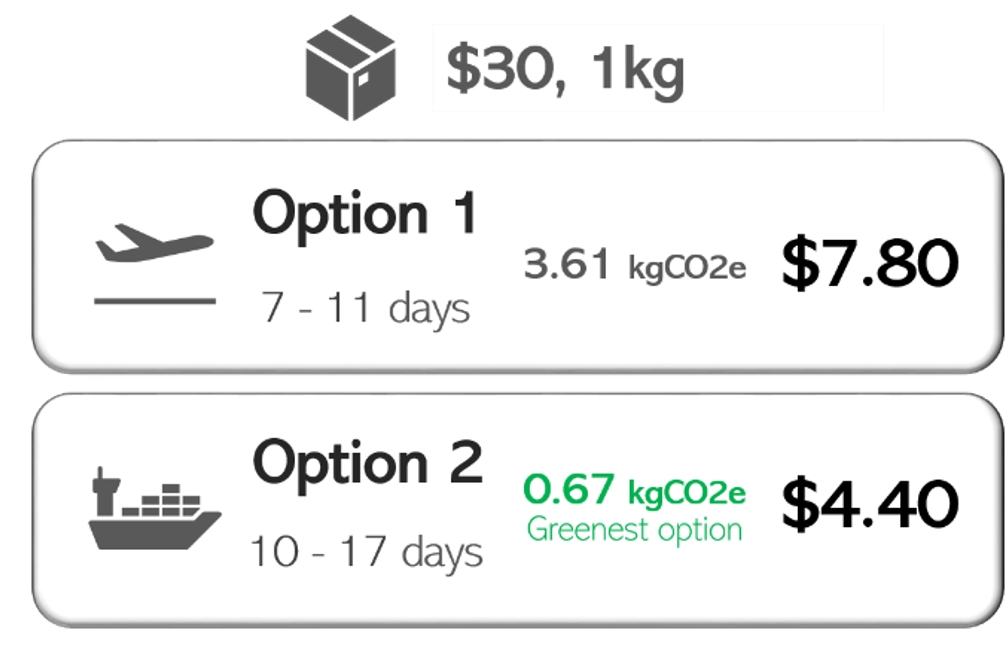 $30, 1kg
Option 1
7 - 11 days
3.61 kgCO2e
$7.80
Option 2
10 - 17 days
0.67 kgCO2e
Greenest option
$4.40